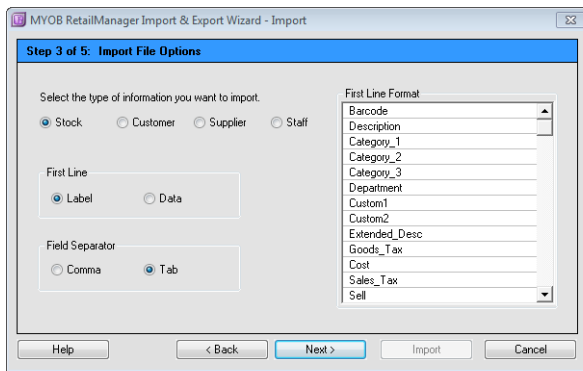 MYOB RetailManager Import & Export Wizard - Import
Step 3 of 5: Import File Options
Select the type of information you want to import.
Stock Customer Supplier Staff
First Line
Label Data
Field Separator
Comma Tab
First Line Format
Barcode
Description
Category_1
Category_2
Category_3
Department
Custom1
Custom2
Extended_Desc
Goods_Tax
Cost
Sales_Tax
Sell
Help < Back Next > Import Cancel